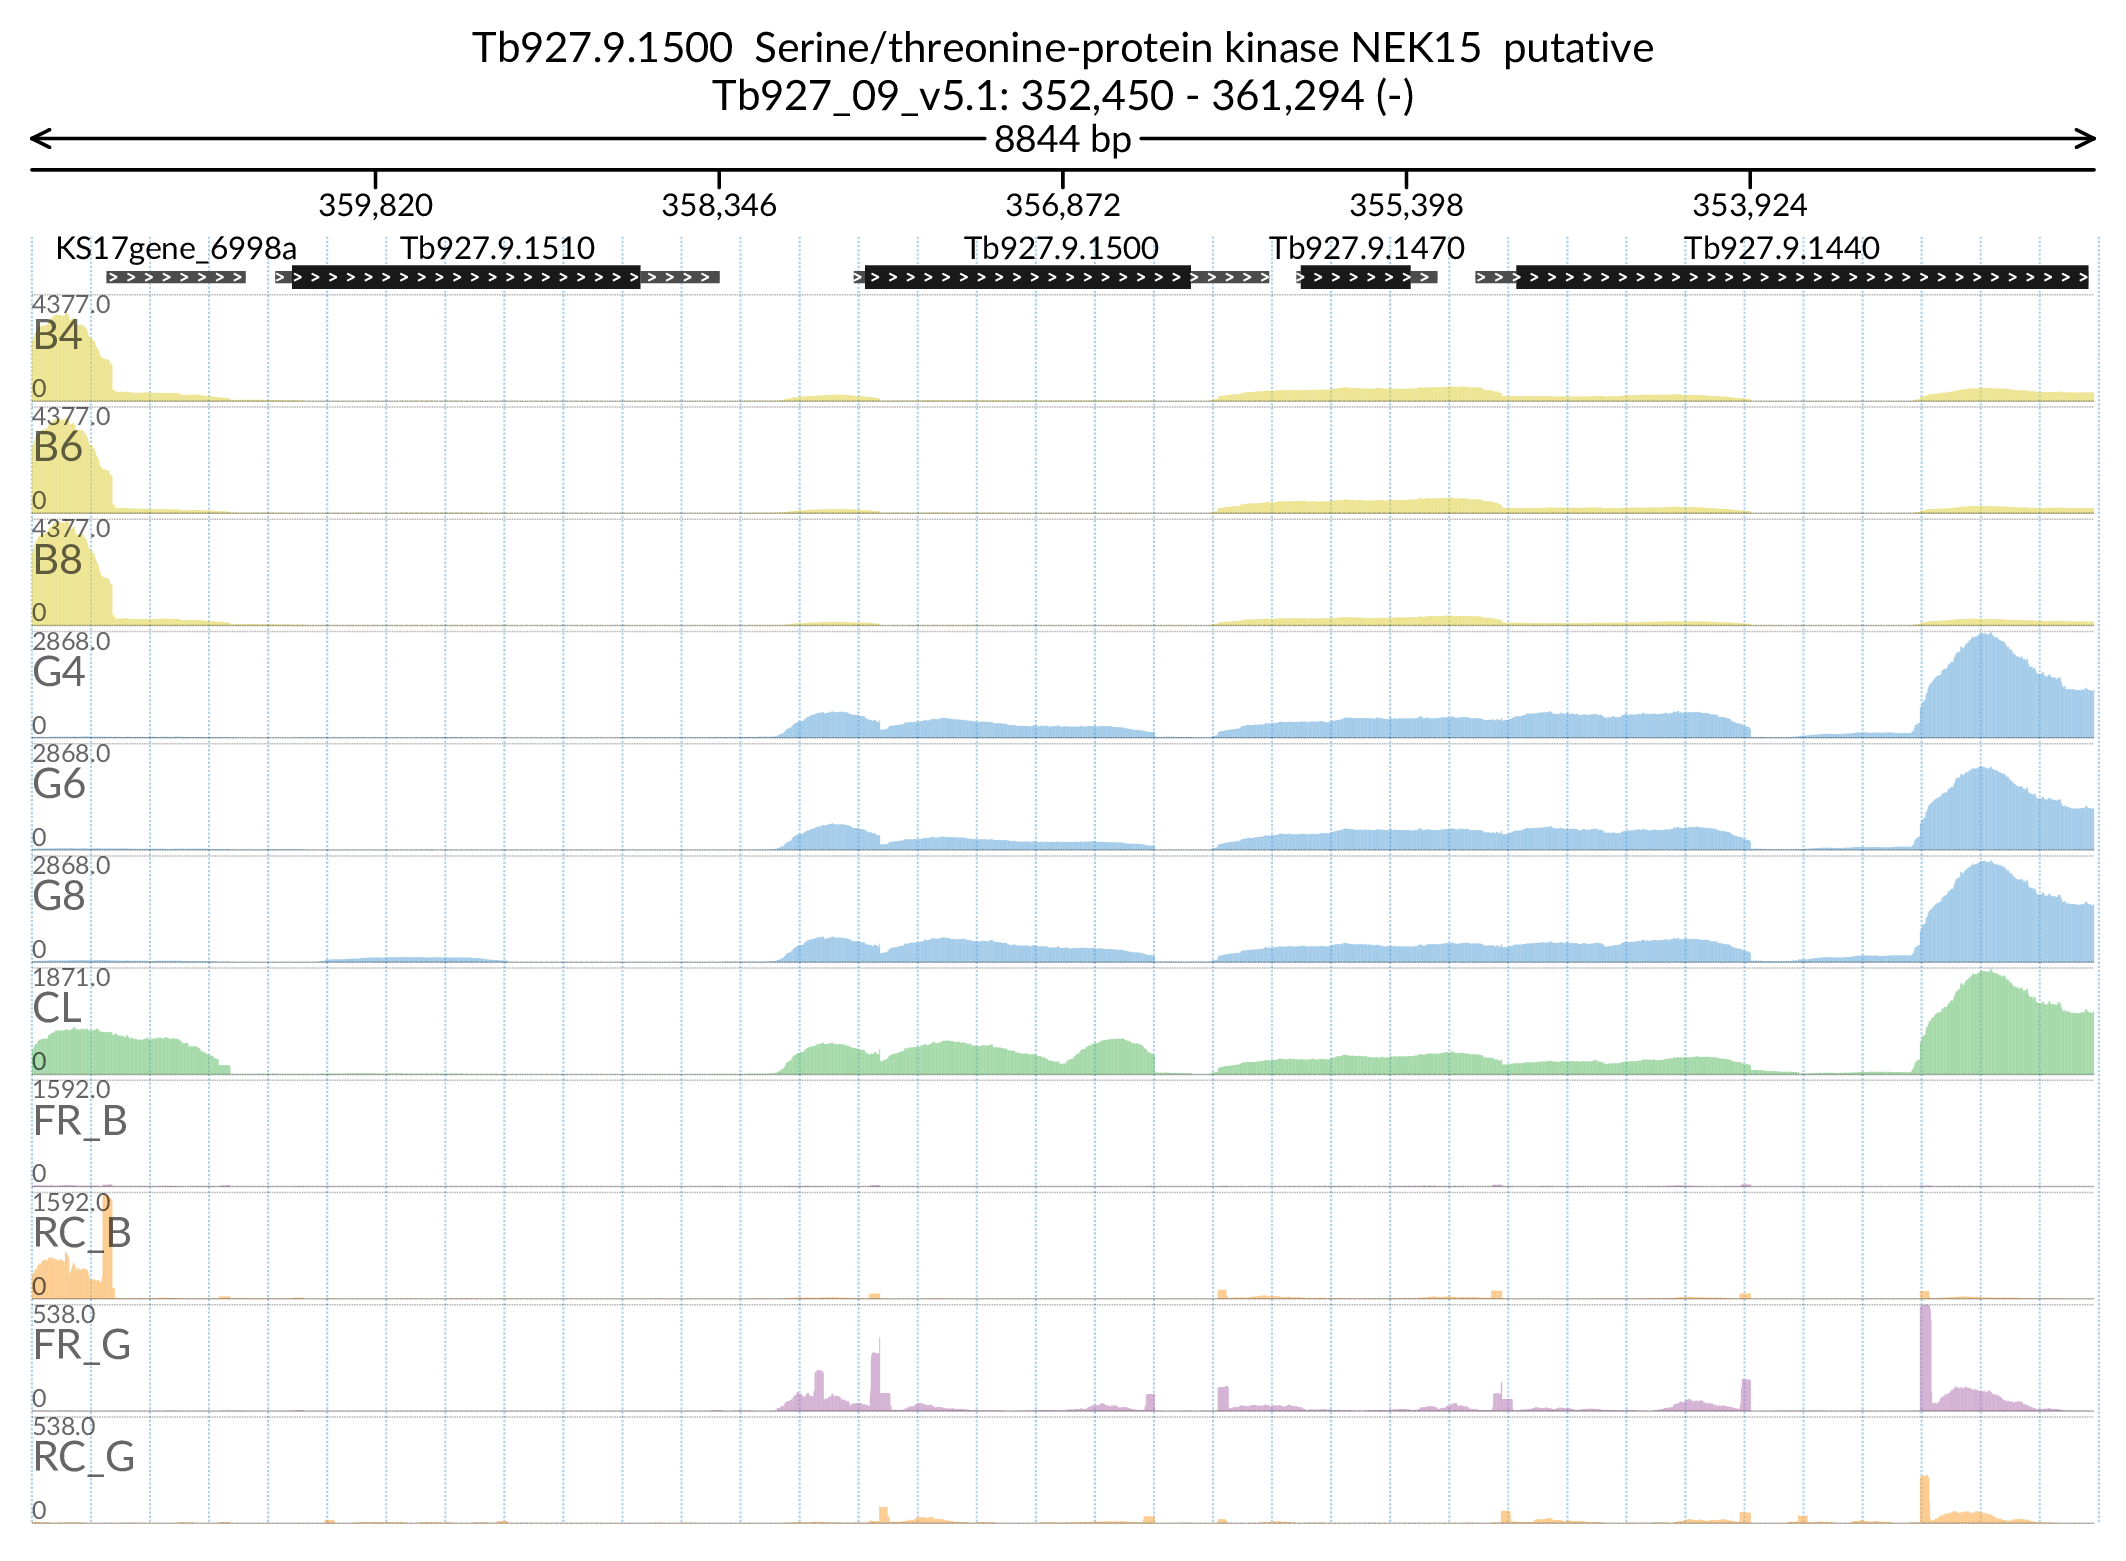 Tb927.9.1500  Serine/threonine-protein kinase NEK15  putative
Tb927_09_v5.1: 352,450 - 361,294 (-)
8844 bp
359,820 358,346 356,872 355,398 353,924
KS17gene_6998a Tb927.9.1510 Tb927.9.1500 Tb927.9.1470 Tb927.9.1440
4377.0
B4
0
4377.0
B6
0
4377.0
B8
0
2868.0
G4
0
2868.0
G6
0
2868.0
G8
0
1871.0
CL
0
1592.0
FR_B
0
1592.0
RC_B
0
538.0
FR_G
0
538.0
RC_G
0